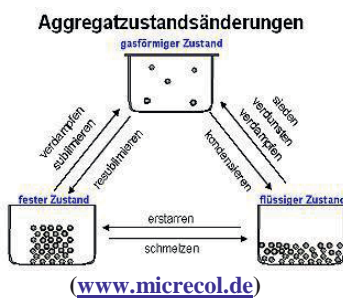 Aggregatzustandsänderungen
gasförmiger Zustand
verdampfen
sublimieren
resublimieren
kondensieren
sieden
verdunsten
verdampfen
fester Zustand
flüssiger Zustand
erstarren
schmelzen
(www.micrecol.de)